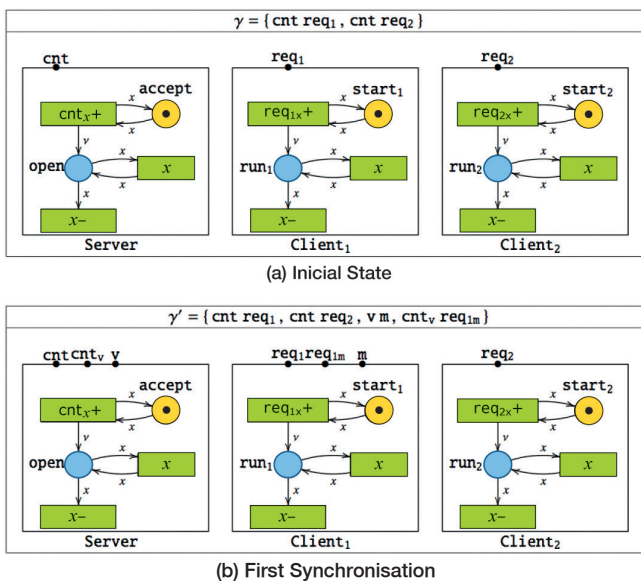 γ = { cnt req₁ , cnt req₂ }
cnt req₁ req₂
accept start₁ start₂
x x x
cntₓ+ req₁ₓ+ req₂ₓ+
x x x
y y y
x x x
open x run₁ x run₂ x
x x x
x x x
x− x− x−
Server Client₁ Client₂
(a) Inicial State
γ′ = { cnt req₁ , cnt req₂ , v m , cntᵥ req₁ₘ }
cnt cntᵥ v req₁ req₁ₘ m req₂
accept start₁ start₂
x x x
cntₓ+ req₁ₓ+ req₂ₓ+
x x x
y y y
x x x
open x run₁ x run₂ x
x x x
x x x
x− x− x−
Server Client₁ Client₂
(b) First Synchronisation